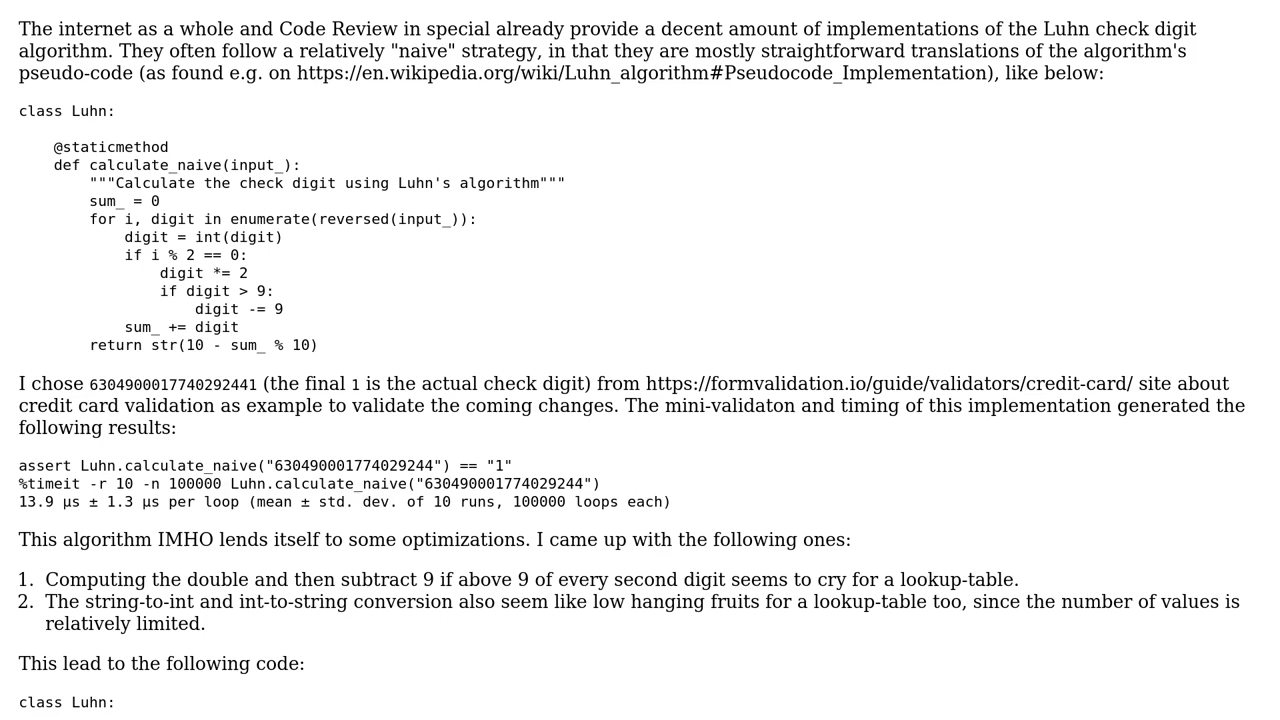 The internet as a whole and Code Review in special already provide a decent amount of implementations of the Luhn check digit
algorithm. They often follow a relatively "naive" strategy, in that they are mostly straightforward translations of the algorithm's
pseudo-code (as found e.g. on https://en.wikipedia.org/wiki/Luhn_algorithm#Pseudocode_Implementation), like below:
class Luhn:
    @staticmethod
    def calculate_naive(input_):
        """Calculate the check digit using Luhn's algorithm"""
        sum_ = 0
        for i, digit in enumerate(reversed(input_)):
            digit = int(digit)
            if i % 2 == 0:
                digit *= 2
                if digit > 9:
                    digit -= 9
            sum_ += digit
        return str(10 - sum_ % 10)
I chose 6304900017740292441 (the final 1 is the actual check digit) from https://formvalidation.io/guide/validators/credit-card/ site about
credit card validation as example to validate the coming changes. The mini-validaton and timing of this implementation generated the
following results:
assert Luhn.calculate_naive("630490001774029244") == "1"
%timeit -r 10 -n 100000 Luhn.calculate_naive("630490001774029244")
13.9 µs ± 1.3 µs per loop (mean ± std. dev. of 10 runs, 100000 loops each)
This algorithm IMHO lends itself to some optimizations. I came up with the following ones:
1. Computing the double and then subtract 9 if above 9 of every second digit seems to cry for a lookup-table.
2. The string-to-int and int-to-string conversion also seem like low hanging fruits for a lookup-table too, since the number of values is
relatively limited.
This lead to the following code:
class Luhn: